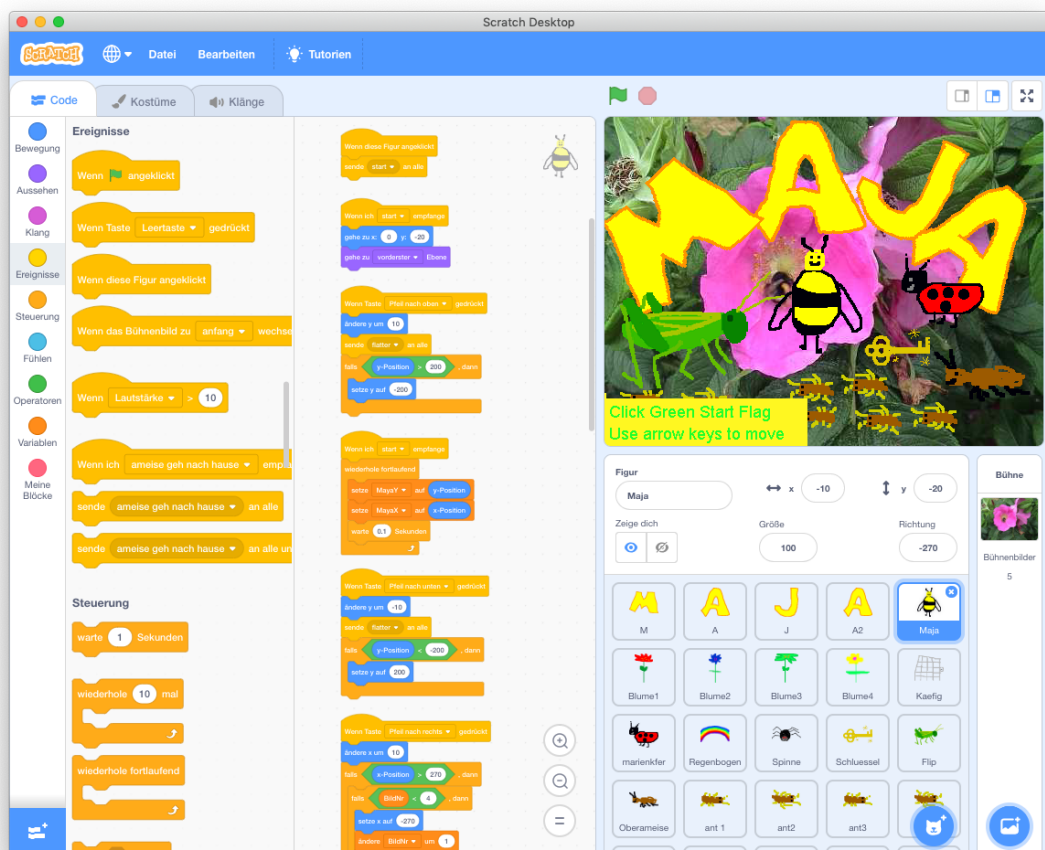 Scratch Desktop
SCRATCH
Datei
Bearbeiten
Tutorien
Code
Kostüme
Klänge
Bewegung
Aussehen
Klang
Ereignisse
Steuerung
Fühlen
Operatoren
Variablen
Meine
Blöcke
Ereignisse
Wenn angeklickt
Wenn Taste Leertaste gedrückt
Wenn diese Figur angeklickt
Wenn das Bühnenbild zu anfang wechse
Wenn Lautstärke > 10
Wenn ich ameise geh nach hause empfa
sende ameise geh nach hause an alle
sende ameise geh nach hause an alle un
Steuerung
warte 1 Sekunden
wiederhole 10 mal
wiederhole fortlaufend
Wenn diese Figur angeklickt
sende start an alle
Wenn ich start empfange
gehe zu x: 0 y: -20
gehe zu vorderster Ebene
Wenn Taste Pfeil nach oben gedrückt
ändere y um 10
sende flatter an alle
falls y-Position > 200 , dann
setze y auf -200
Wenn ich start empfange
wiederhole fortlaufend
setze MayaY auf y-Position
setze MayaX auf x-Position
warte 0.1 Sekunden
Wenn Taste Pfeil nach unten gedrückt
ändere y um -10
sende flatter an alle
falls y-Position < -200 , dann
setze y auf 200
Wenn Taste Pfeil nach rechts gedrückt
ändere x um 10
falls x-Position > 270 , dann
falls BildNr < 4 , dann
setze x auf -270
ändere BildNr um 1
MAJA
Click Green Start Flag
Use arrow keys to move
Figur
Maja
x -10
y -20
Zeige dich
Größe
100
Richtung
-270
M
A
J
A2
Maja
Blume1
Blume2
Blume3
Blume4
Kaefig
marienkfer
Regenbogen
Spinne
Schluessel
Flip
Oberameise
ant 1
ant2
ant3
Bühne
Bühnenbilder
5